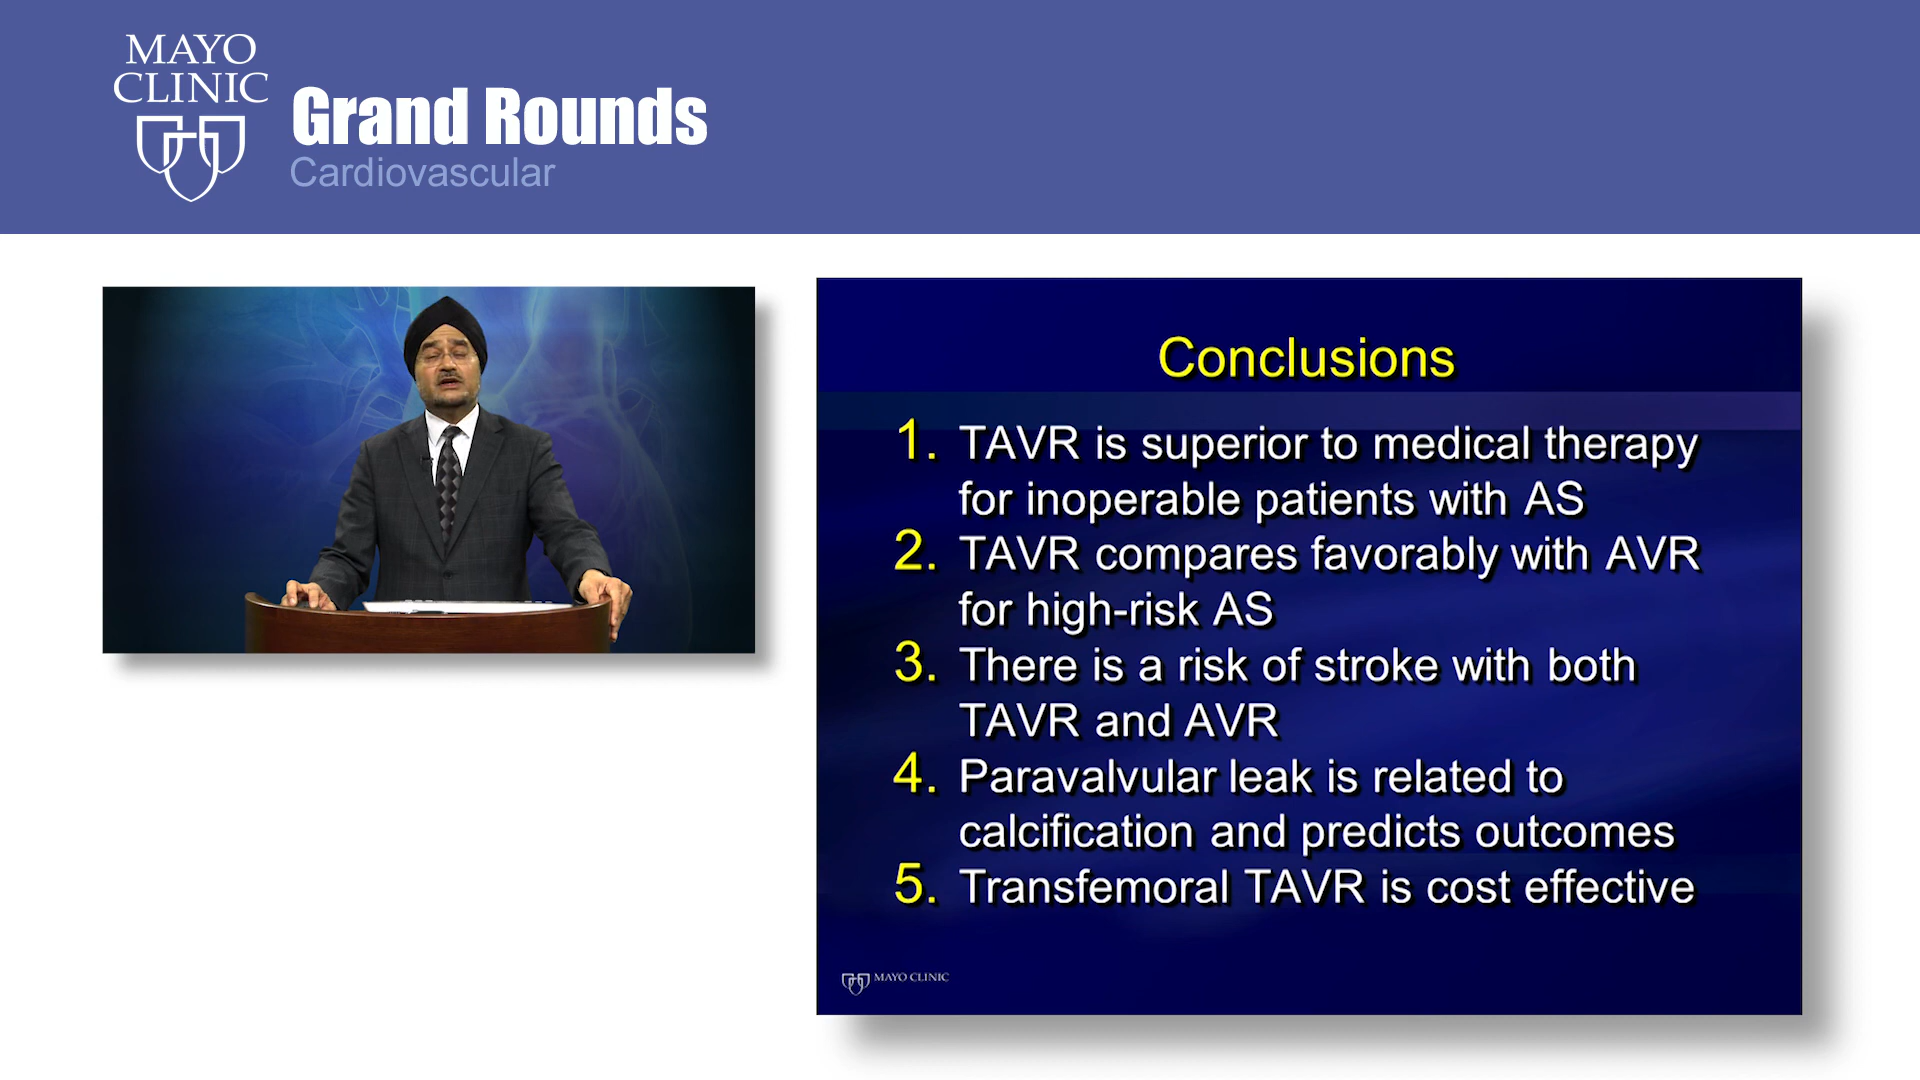 MAYO
CLINIC
Grand Rounds
Cardiovascular
Conclusions
1. TAVR is superior to medical therapy
for inoperable patients with AS
2. TAVR compares favorably with AVR
for high-risk AS
3. There is a risk of stroke with both
TAVR and AVR
4. Paravalvular leak is related to
calcification and predicts outcomes
5. Transfemoral TAVR is cost effective
MAYO CLINIC